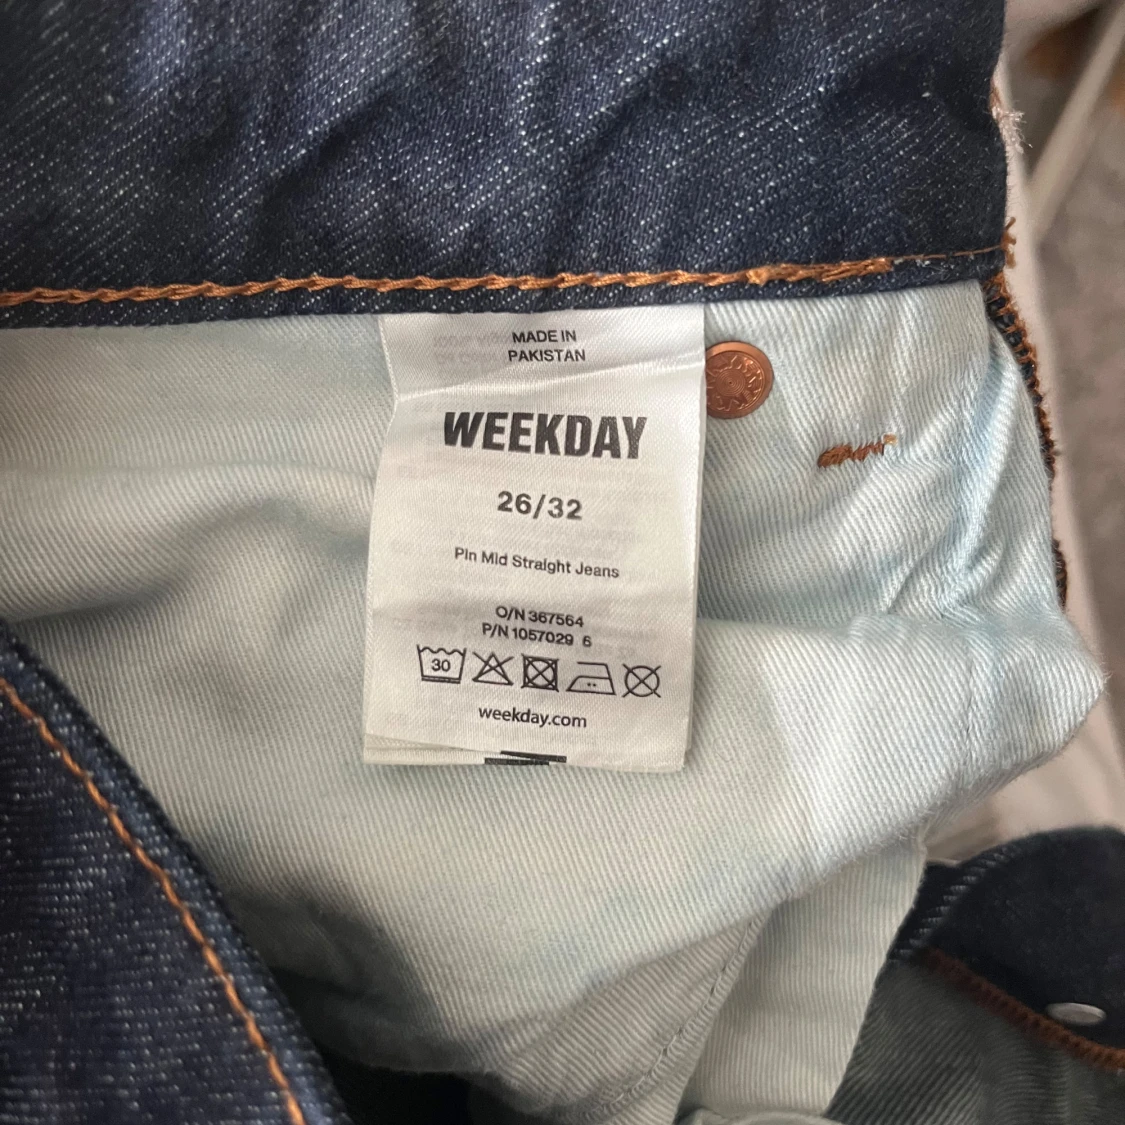 MADE IN
PAKISTAN
WEEKDAY
26/32
Pin Mid Straight Jeans
O/N 367564
P/N 1057029 6
30
weekday.com